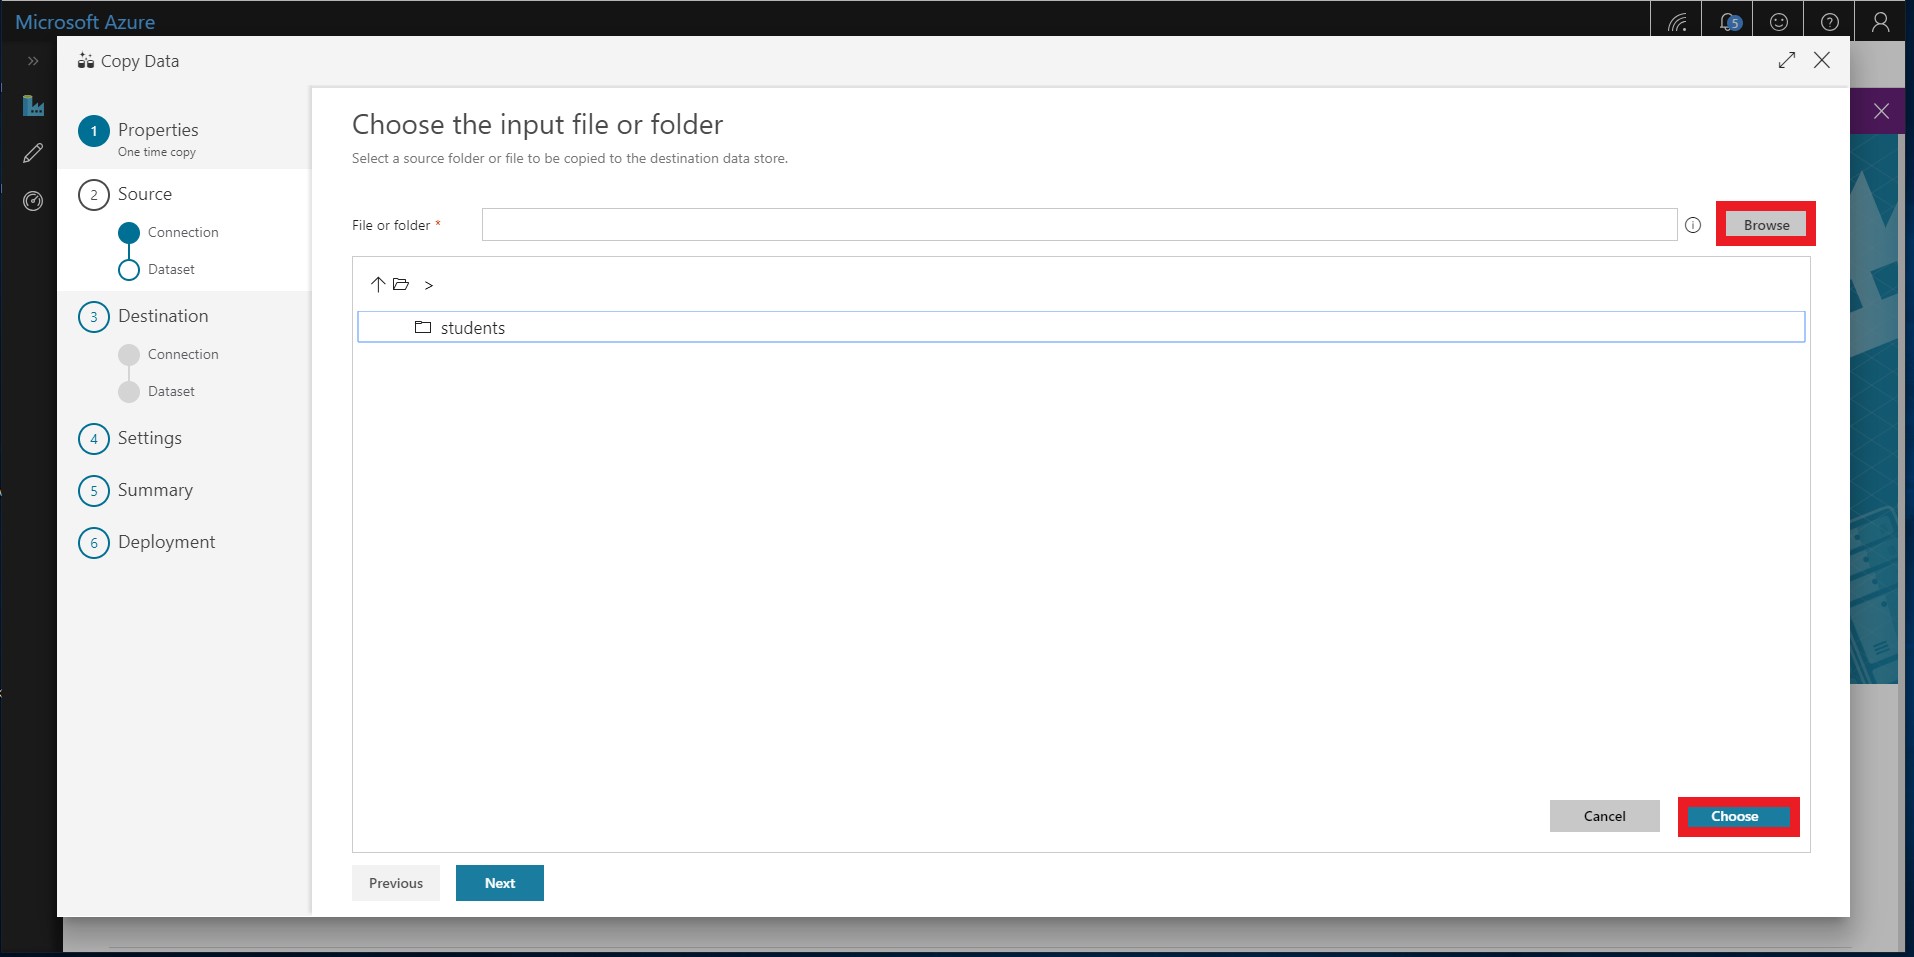 Microsoft Azure
5
Copy Data
1 Properties
One time copy
2 Source
Connection
Dataset
3 Destination
Connection
Dataset
4 Settings
5 Summary
6 Deployment
Choose the input file or folder
Select a source folder or file to be copied to the destination data store.
File or folder *
Browse
>
students
Cancel
Choose
Previous
Next